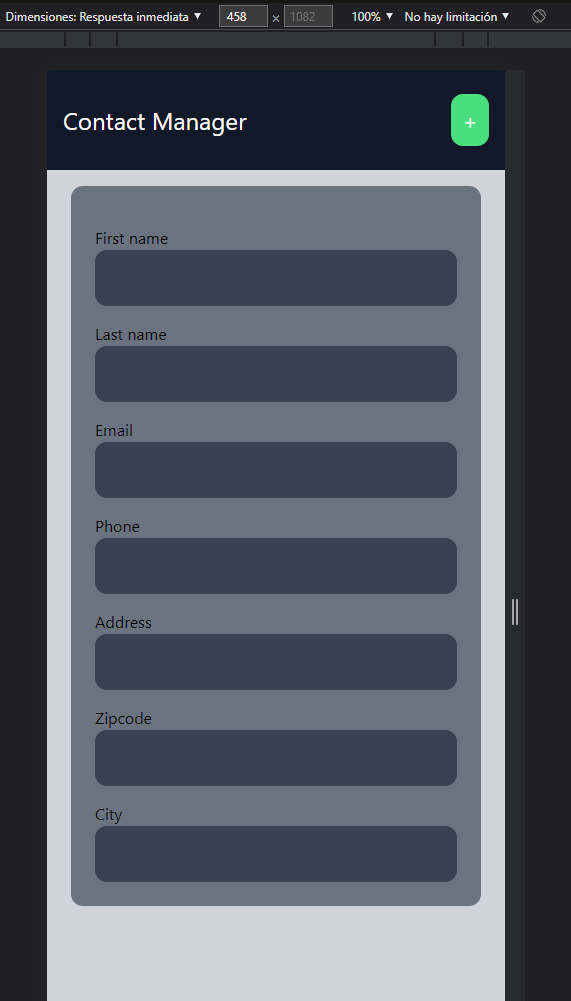 Dimensiones: Respuesta inmediata ▼ 458 × 1082 100% ▼ No hay limitación ▼
Contact Manager +
First name
Last name
Email
Phone
Address
Zipcode
City